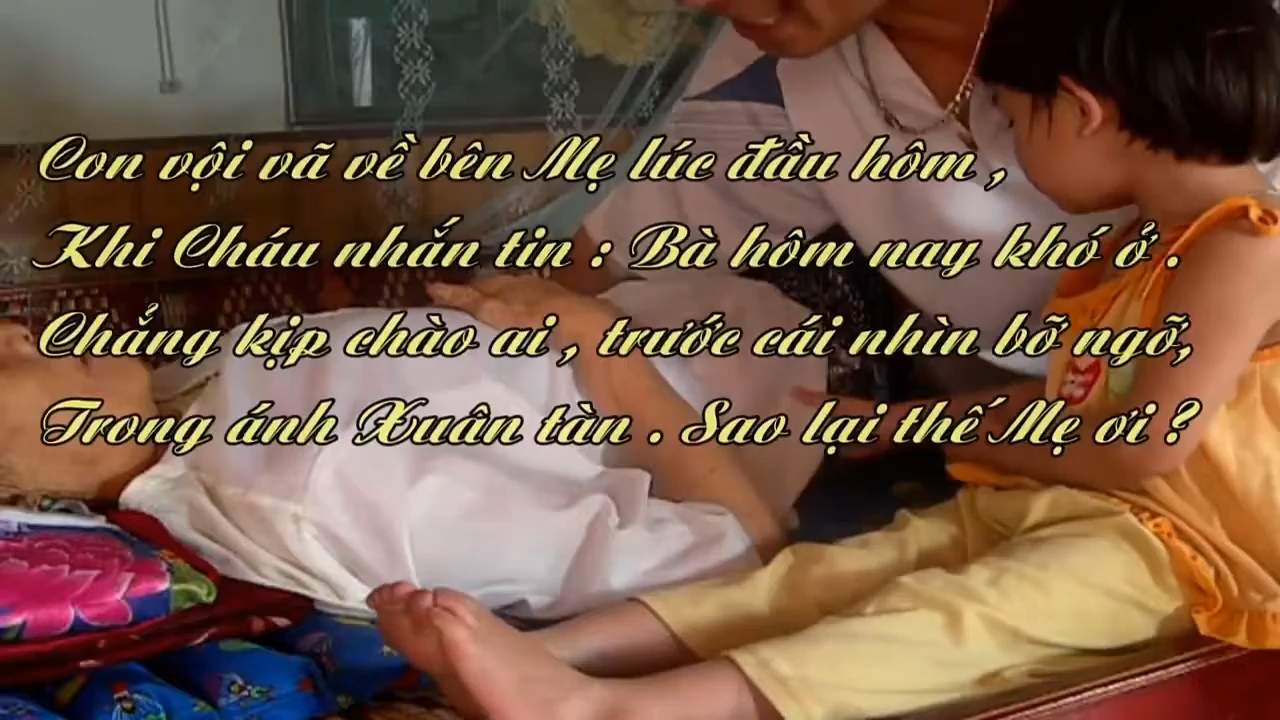 Con vội vã về bên Mẹ lúc đầu hôm ,
Khi Cháu nhắn tin : Bà hôm nay khó ở .
Chẳng kịp chào ai , trước cái nhìn bỡ ngỡ,
Trong ánh Xuân tàn . Sao lại thế Mẹ ơi ?